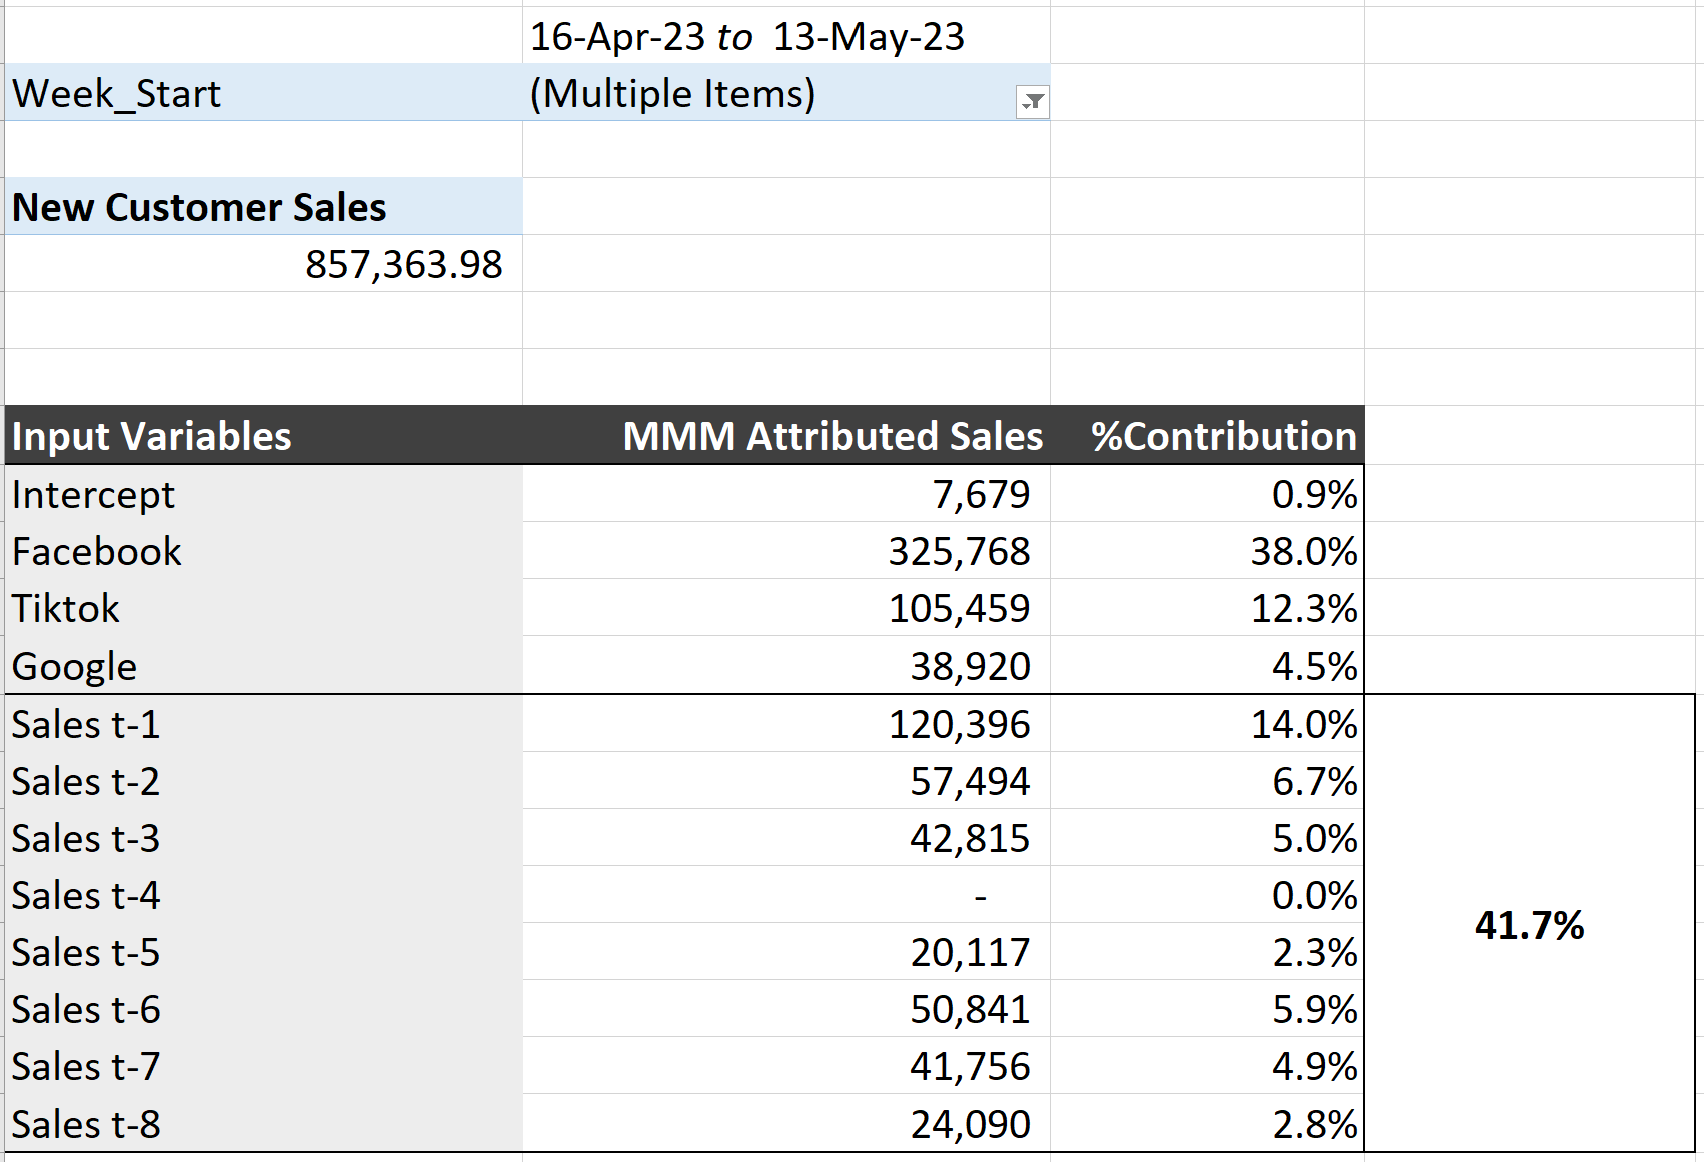 16-Apr-23 to 13-May-23
Week_Start (Multiple Items)
New Customer Sales
857,363.98
Input Variables MMM Attributed Sales %Contribution
Intercept 7,679 0.9%
Facebook 325,768 38.0%
Tiktok 105,459 12.3%
Google 38,920 4.5%
Sales t-1 120,396 14.0%
Sales t-2 57,494 6.7%
Sales t-3 42,815 5.0%
Sales t-4 - 0.0%
41.7%
Sales t-5 20,117 2.3%
Sales t-6 50,841 5.9%
Sales t-7 41,756 4.9%
Sales t-8 24,090 2.8%